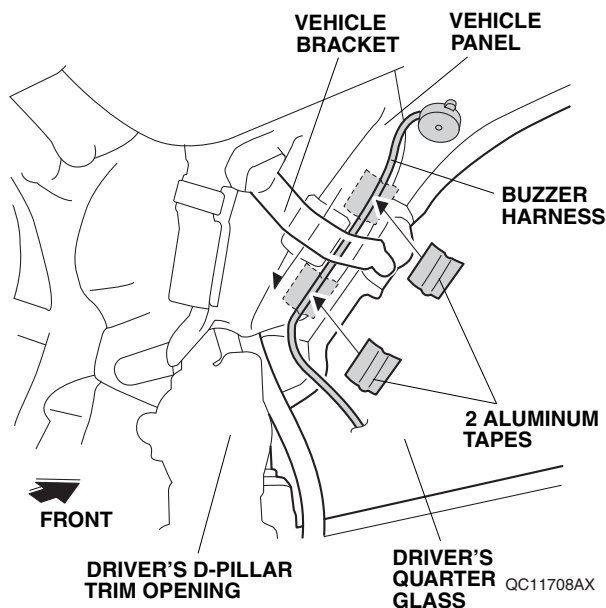 VEHICLE
BRACKET
VEHICLE
PANEL
BUZZER
HARNESS
2 ALUMINUM
TAPES
FRONT
DRIVER'S D-PILLAR
TRIM OPENING
DRIVER'S
QUARTER
GLASS
QC11708AX